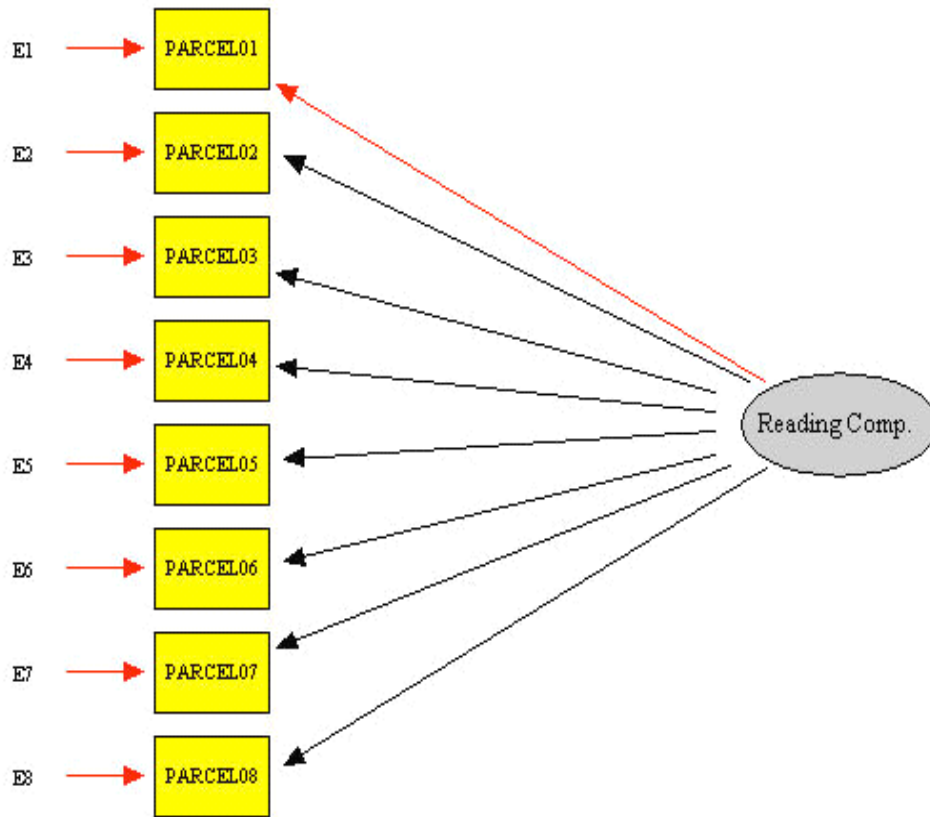 E1 PARCEL01
E2 PARCEL02
E3 PARCEL03
E4 PARCEL04
Reading Comp.
E5 PARCEL05
E6 PARCEL06
E7 PARCEL07
E8 PARCEL08